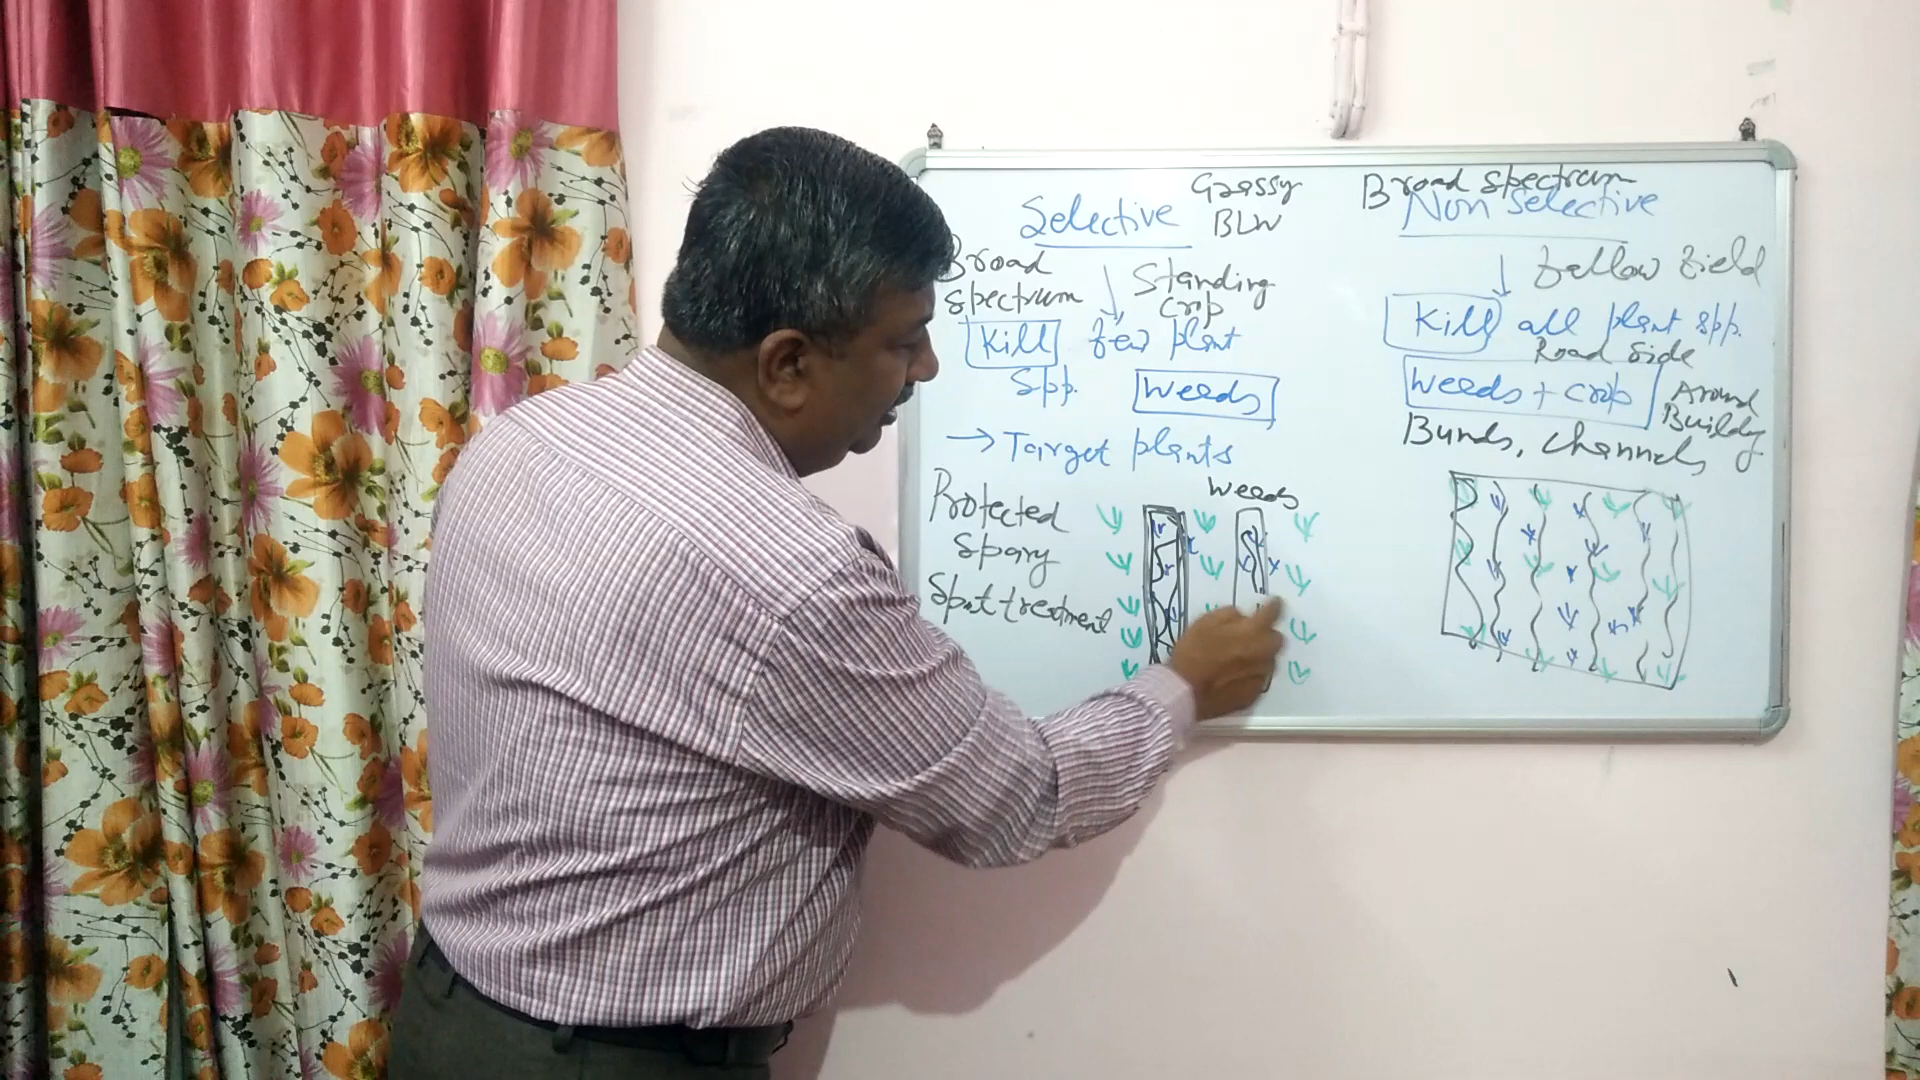 Selective
Grassy
BLW
Broad
spectrum
Standing
crop
Kill few plant
Spp. Weeds
→ Target plants
Protected
Spary
Spot treatment
Weeds
Broad spectrum
Non selective
fallow field
Kill all plant spp.
Road side
Weeds + crop
Around
Building
Bunds, channels